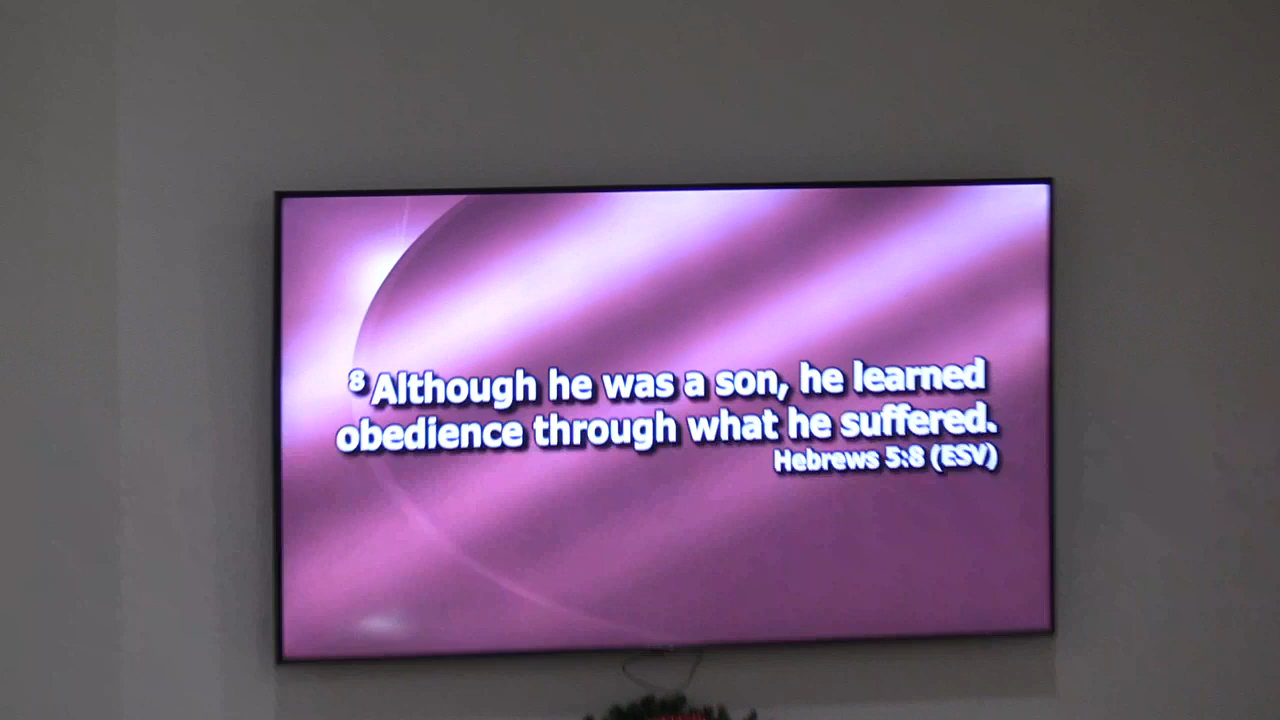 8 Although he was a son, he learned
obedience through what he suffered.
Hebrews 5:8 (ESV)